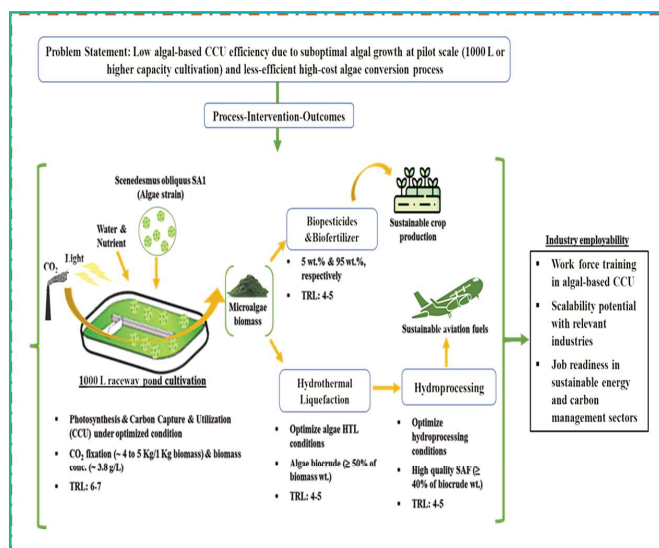 Problem Statement: Low algal-based CCU efficiency due to suboptimal algal growth at pilot scale (1000 L or
higher capacity cultivation) and less-efficient high-cost algae conversion process
Process-Intervention-Outcomes
Scenedesmus obliquus SA1
(Algae strain)
Water &
Nutrient
Light
CO₂
1000 L raceway pond cultivation
▪ Photosynthesis & Carbon Capture & Utilization
(CCU) under optimized condition
▪ CO₂ fixation (~ 4 to 5 Kg/1 Kg biomass) & biomass
conc. (~ 3.8 g/L)
▪ TRL: 6-7
Microalgae
biomass
Biopesticides
&Biofertilizer
▪ 5 wt.% & 95 wt.%,
respectively
▪ TRL: 4-5
Sustainable crop
production
Sustainable aviation fuels
Hydrothermal
Liquefaction
▪ Optimize algae HTL
conditions
▪ Algae biocrude (≥ 50% of
biomass wt.)
▪ TRL: 4-5
Hydroprocessing
▪ Optimize
hydroprocessing
conditions
▪ High quality SAF (≥
40% of biocrude wt.)
▪ TRL: 4-5
Industry employability
▪ Work force training
in algal-based CCU
▪ Scalability potential
with relevant
industries
▪ Job readiness in
sustainable energy
and carbon
management sectors